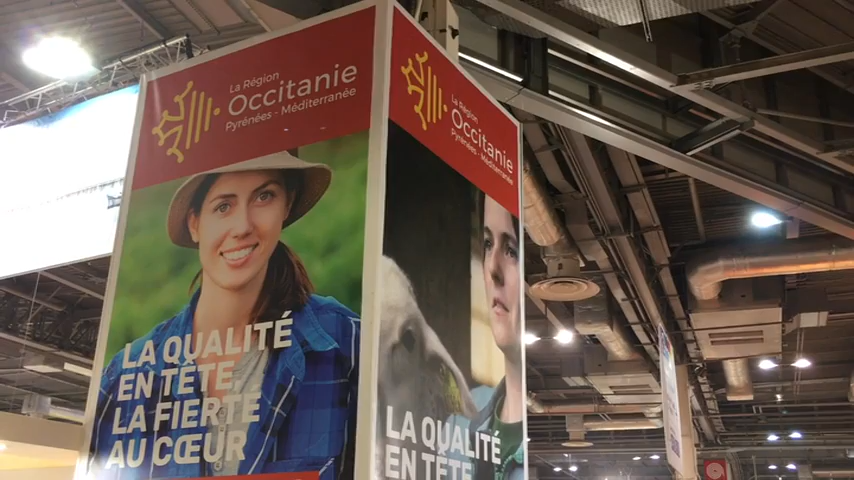 La Région
Occitanie
Pyrénées - Méditerranée
LA QUALITÉ
EN TÊTE
LA FIERTÉ
AU CŒUR
La Région
Occitanie
Pyrénées - Méditerranée
LA QUALITÉ
EN TÊTE